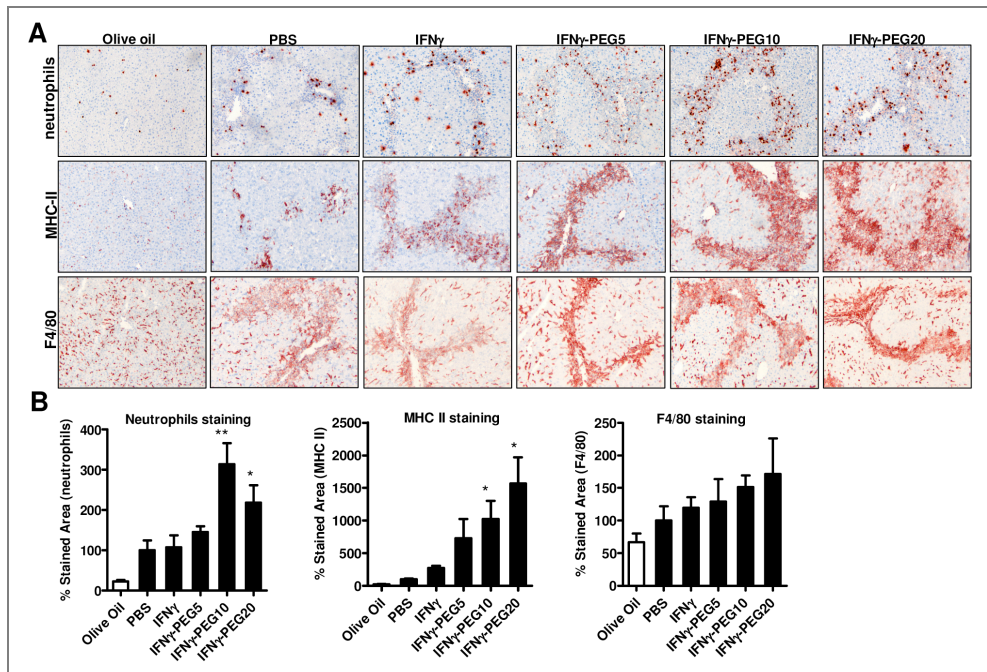 A
Olive oil PBS IFNγ IFNγ-PEG5 IFNγ-PEG10 IFNγ-PEG20
neutrophils
MHC-II
F4/80
B
Neutrophils staining
% Stained Area (neutrophils)
400
300
200
100
0
**
*
Olive Oil
PBS
IFNγ
IFNγ-PEG5
IFNγ-PEG10
IFNγ-PEG20
MHC II staining
% Stained Area (MHC II)
2500
2000
1500
1000
500
0
*
*
Olive Oil
PBS
IFNγ
IFNγ-PEG5
IFNγ-PEG10
IFNγ-PEG20
F4/80 staining
% Stained Area (F4/80)
250
200
150
100
50
0
Olive Oil
PBS
IFNγ
IFNγ-PEG5
IFNγ-PEG10
IFNγ-PEG20